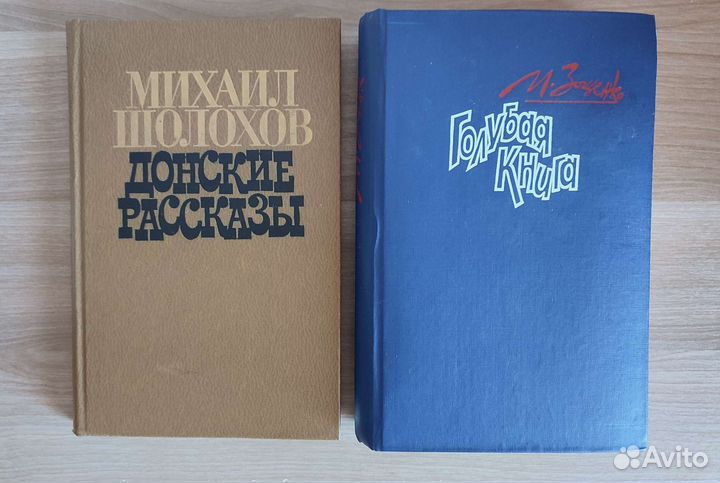 МИХАИЛ
ШОЛОХОВ
ДОНСКИЕ
РАССКАЗЫ
М. Зощенко
Голубая
Книга
Avito